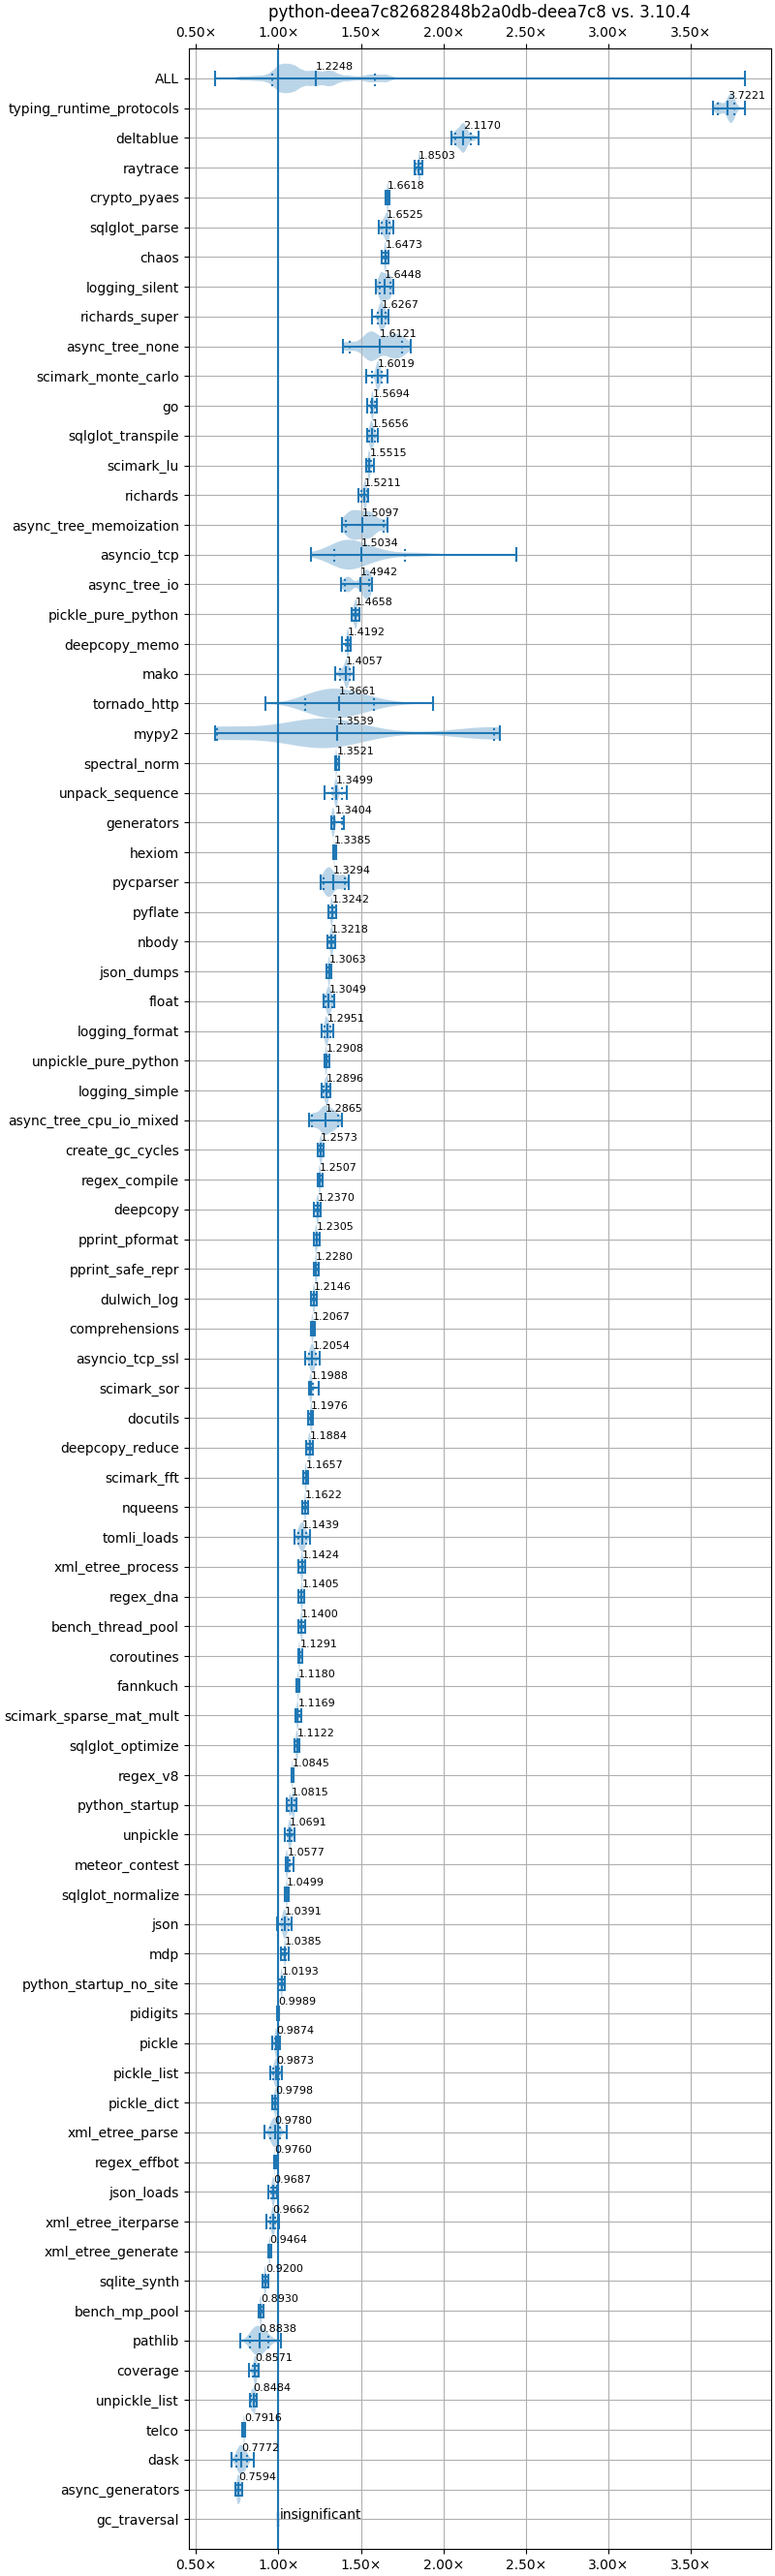 python-deea7c82682848b2a0db-deea7c8 vs. 3.10.4
0.50× 1.00× 1.50× 2.00× 2.50× 3.00× 3.50×
ALL 1.2248
typing_runtime_protocols 3.7221
deltablue 2.1170
raytrace 1.8503
crypto_pyaes 1.6618
sqlglot_parse 1.6525
chaos 1.6473
logging_silent 1.6448
richards_super 1.6267
async_tree_none 1.6121
scimark_monte_carlo 1.6019
go 1.5694
sqlglot_transpile 1.5656
scimark_lu 1.5515
richards 1.5211
async_tree_memoization 1.5097
asyncio_tcp 1.5034
async_tree_io 1.4942
pickle_pure_python 1.4658
deepcopy_memo 1.4192
mako 1.4057
tornado_http 1.3661
mypy2 1.3539
spectral_norm 1.3521
unpack_sequence 1.3499
generators 1.3404
hexiom 1.3385
pycparser 1.3294
pyflate 1.3242
nbody 1.3218
json_dumps 1.3063
float 1.3049
logging_format 1.2951
unpickle_pure_python 1.2908
logging_simple 1.2896
async_tree_cpu_io_mixed 1.2865
create_gc_cycles 1.2573
regex_compile 1.2507
deepcopy 1.2370
pprint_pformat 1.2305
pprint_safe_repr 1.2280
dulwich_log 1.2146
comprehensions 1.2067
asyncio_tcp_ssl 1.2054
scimark_sor 1.1988
docutils 1.1976
deepcopy_reduce 1.1884
scimark_fft 1.1657
nqueens 1.1622
tomli_loads 1.1439
xml_etree_process 1.1424
regex_dna 1.1405
bench_thread_pool 1.1400
coroutines 1.1291
fannkuch 1.1180
scimark_sparse_mat_mult 1.1169
sqlglot_optimize 1.1122
regex_v8 1.0845
python_startup 1.0815
unpickle 1.0691
meteor_contest 1.0577
sqlglot_normalize 1.0499
json 1.0391
mdp 1.0385
python_startup_no_site 1.0193
pidigits 0.9989
pickle 0.9874
pickle_list 0.9873
pickle_dict 0.9798
xml_etree_parse 0.9780
regex_effbot 0.9760
json_loads 0.9687
xml_etree_iterparse 0.9662
xml_etree_generate 0.9464
sqlite_synth 0.9200
bench_mp_pool 0.8930
pathlib 0.8838
coverage 0.8571
unpickle_list 0.8484
telco 0.7916
dask 0.7772
async_generators 0.7594
gc_traversal insignificant
0.50× 1.00× 1.50× 2.00× 2.50× 3.00× 3.50×